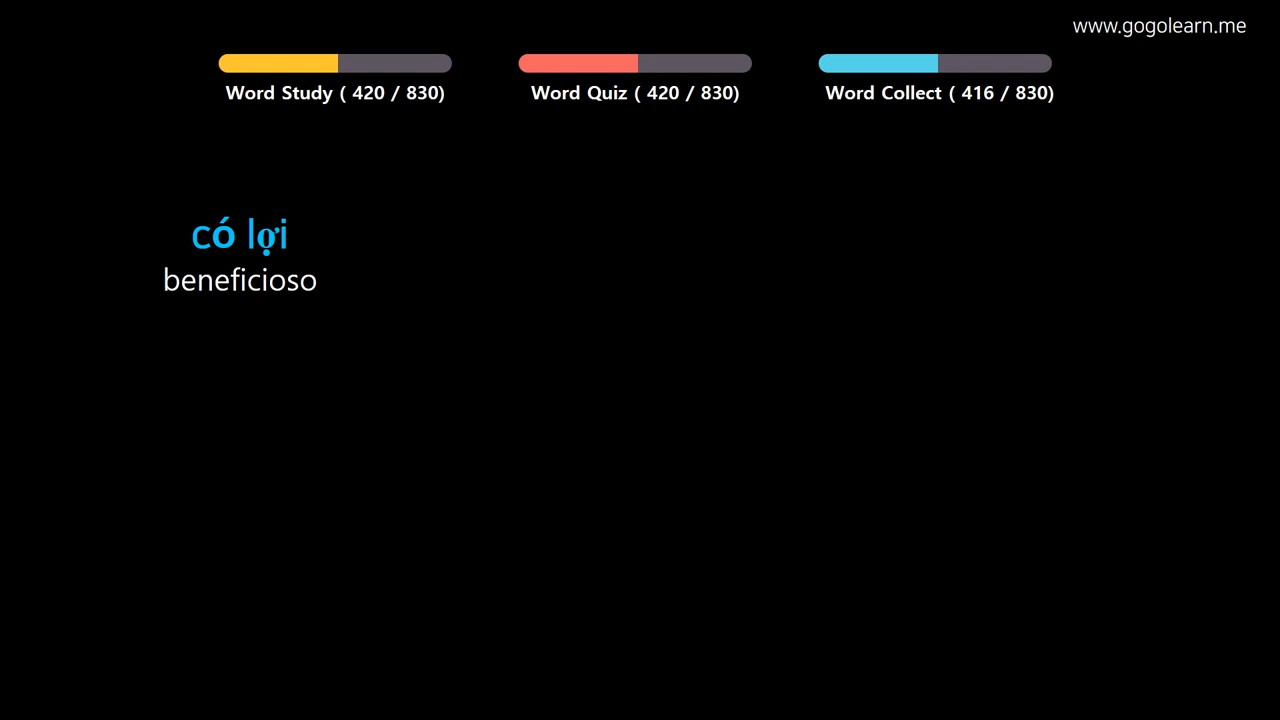 www.gogolearn.me
Word Study ( 420 / 830)
Word Quiz ( 420 / 830)
Word Collect ( 416 / 830)
có lợi
beneficioso